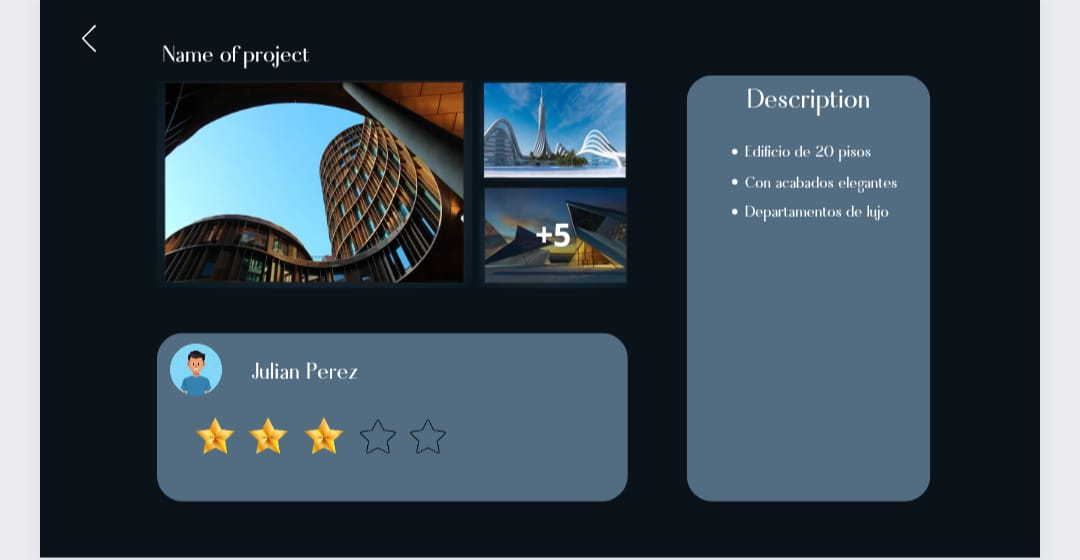 Name of project
+5
Description
Edificio de 20 pisos
Con acabados elegantes
Departamentos de lujo
Julian Perez